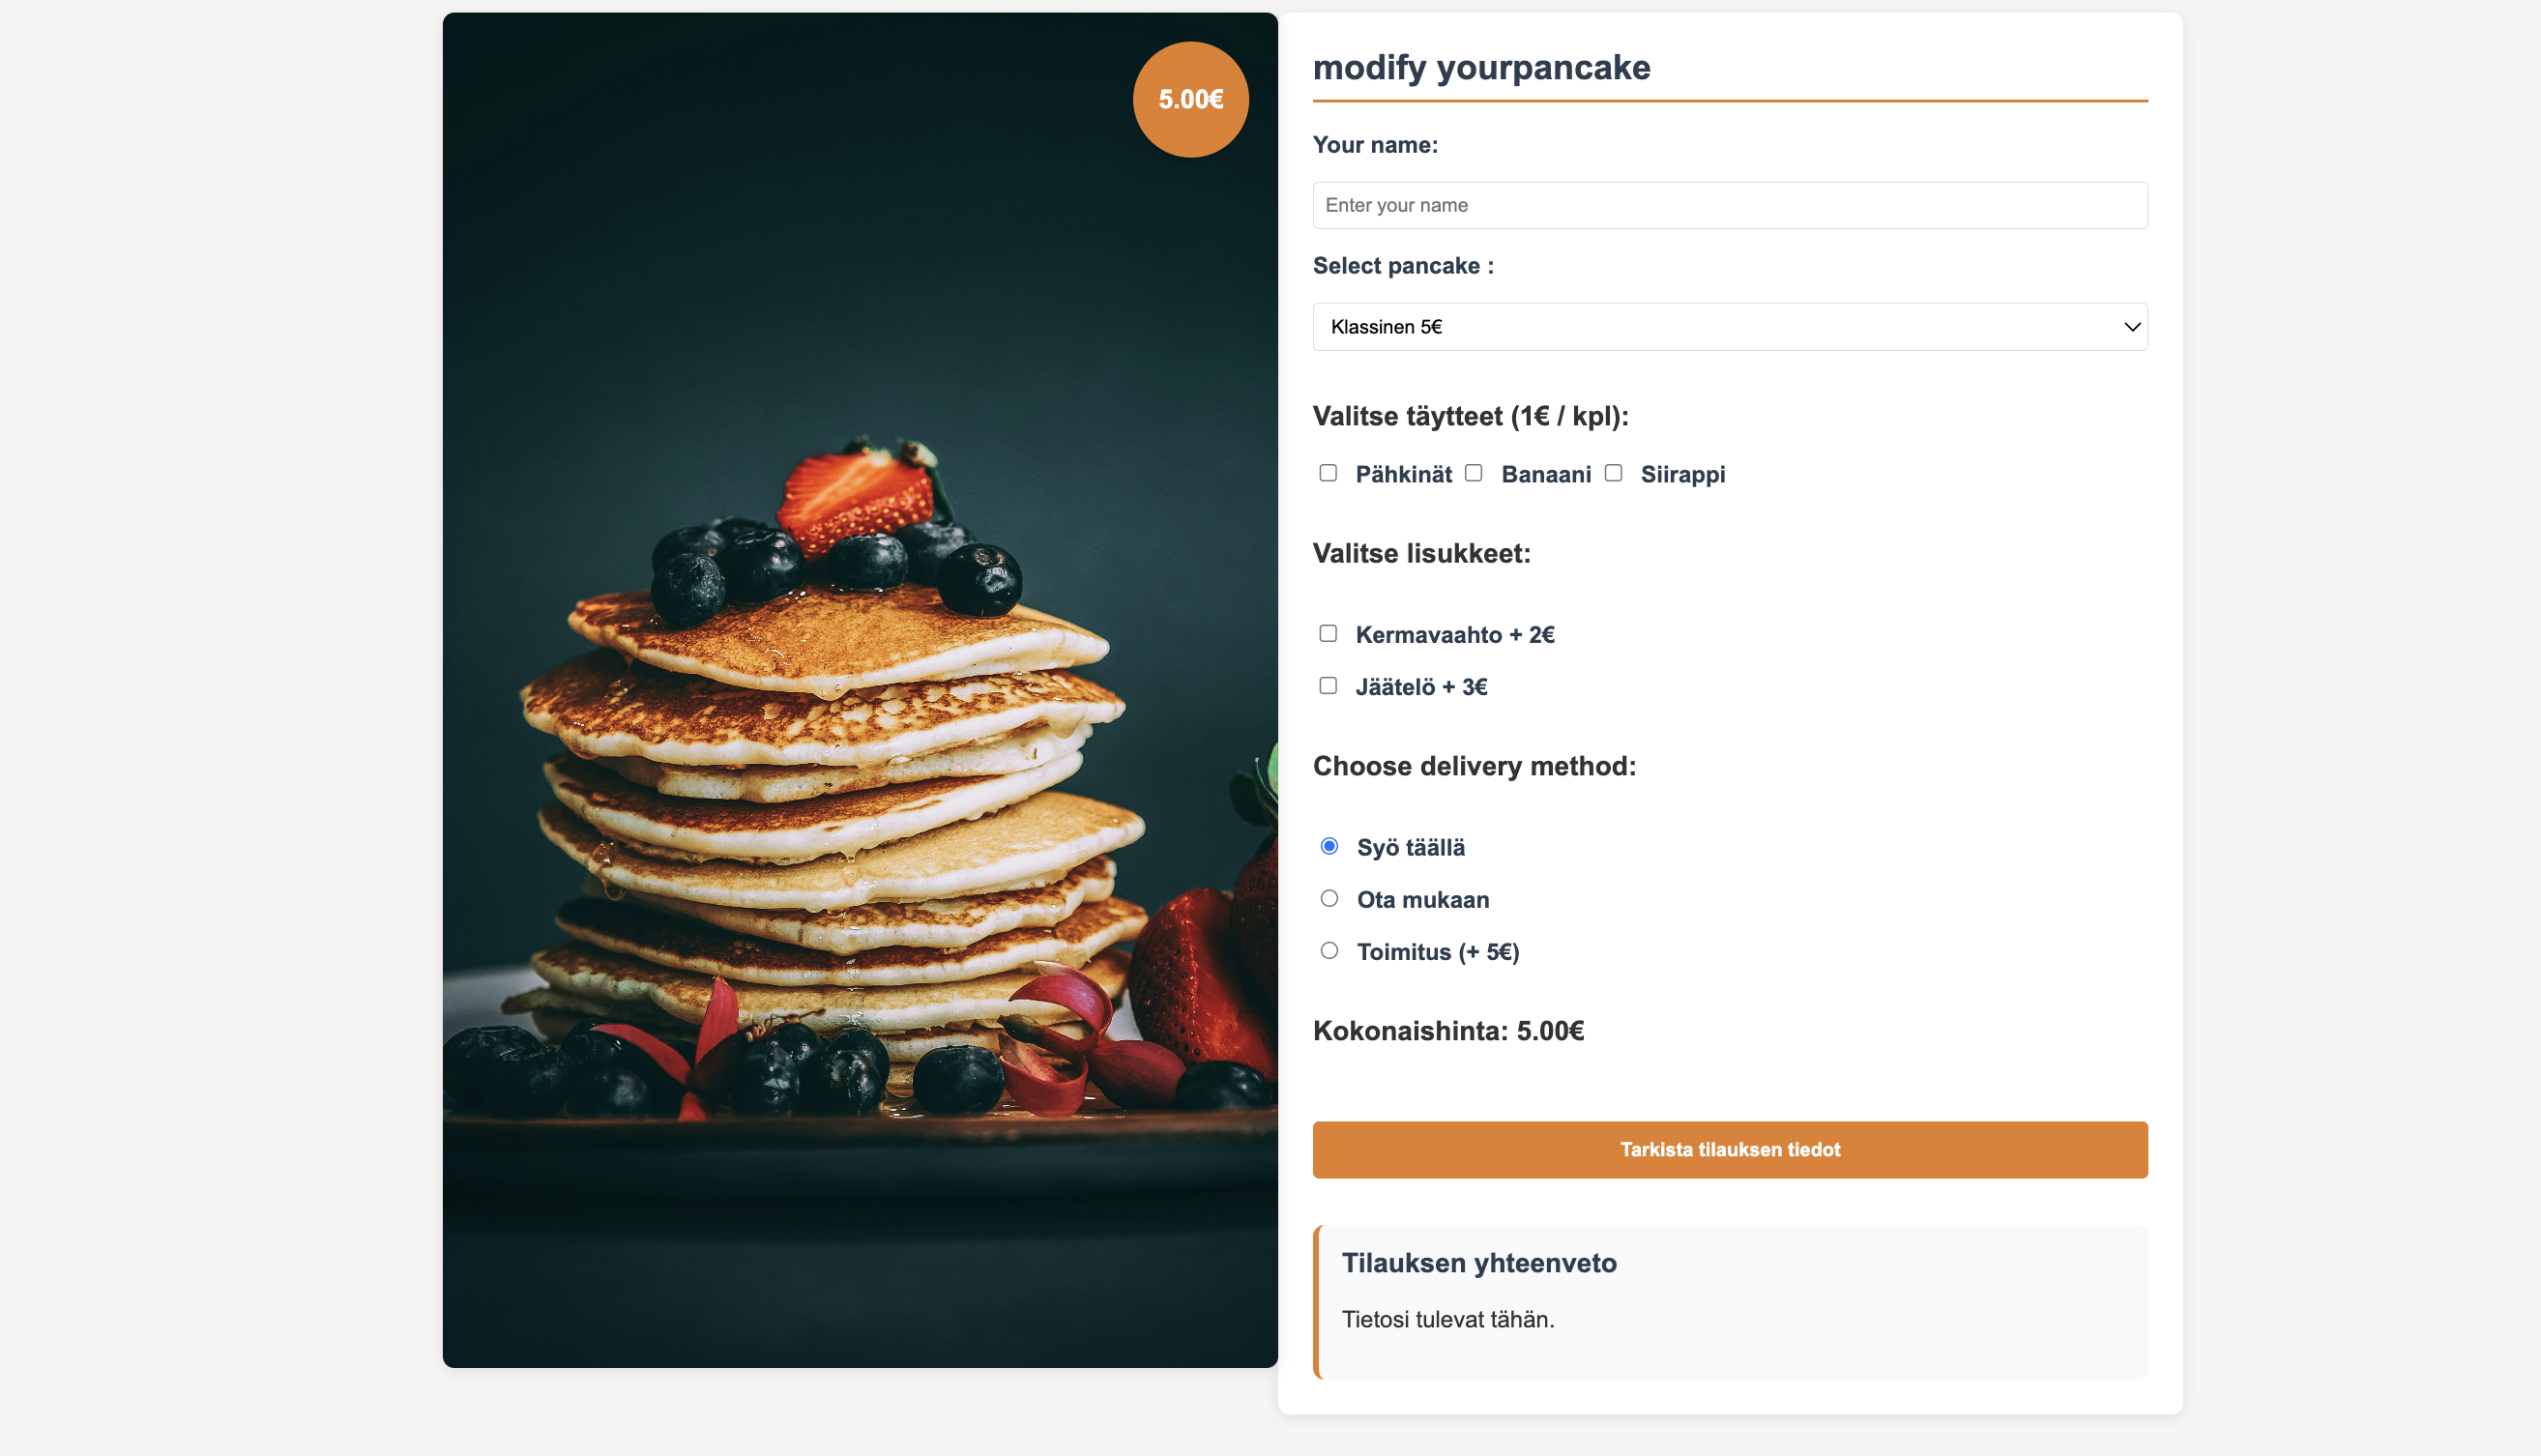 5.00€
modify yourpancake
Your name:
Enter your name
Select pancake :
Klassinen 5€
Valitse täytteet (1€ / kpl):
Pähkinät Banaani Siirappi
Valitse lisukkeet:
Kermavaahto + 2€
Jäätelö + 3€
Choose delivery method:
Syö täällä
Ota mukaan
Toimitus (+ 5€)
Kokonaishinta: 5.00€
Tarkista tilauksen tiedot
Tilauksen yhteenveto
Tietosi tulevat tähän.